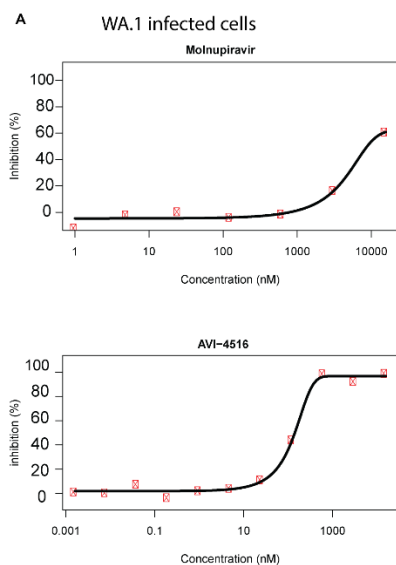 A
WA.1 infected cells
Molnupiravir
Inhibition (%)
100
80
60
40
20
0
1 10 100 1000 10000
Concentration (nM)
AVI−4516
inhibition (%)
100
80
60
40
20
0
0.001 0.1 10 1000
Concentration (nM)